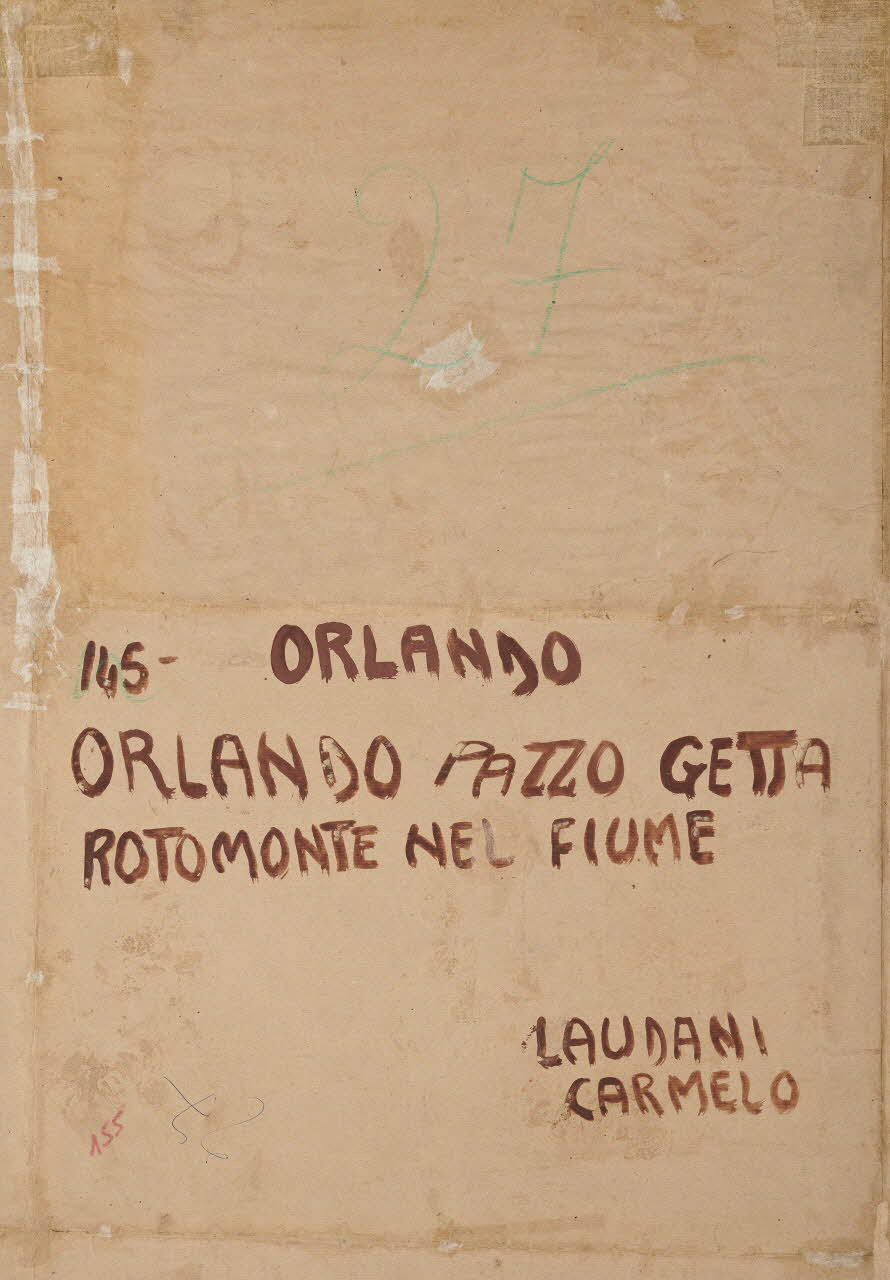 27
145- ORLANDO
ORLANDO PAZZO GETTA
ROTOMONTE NEL FIUME
LAUDANI
CARMELO
155